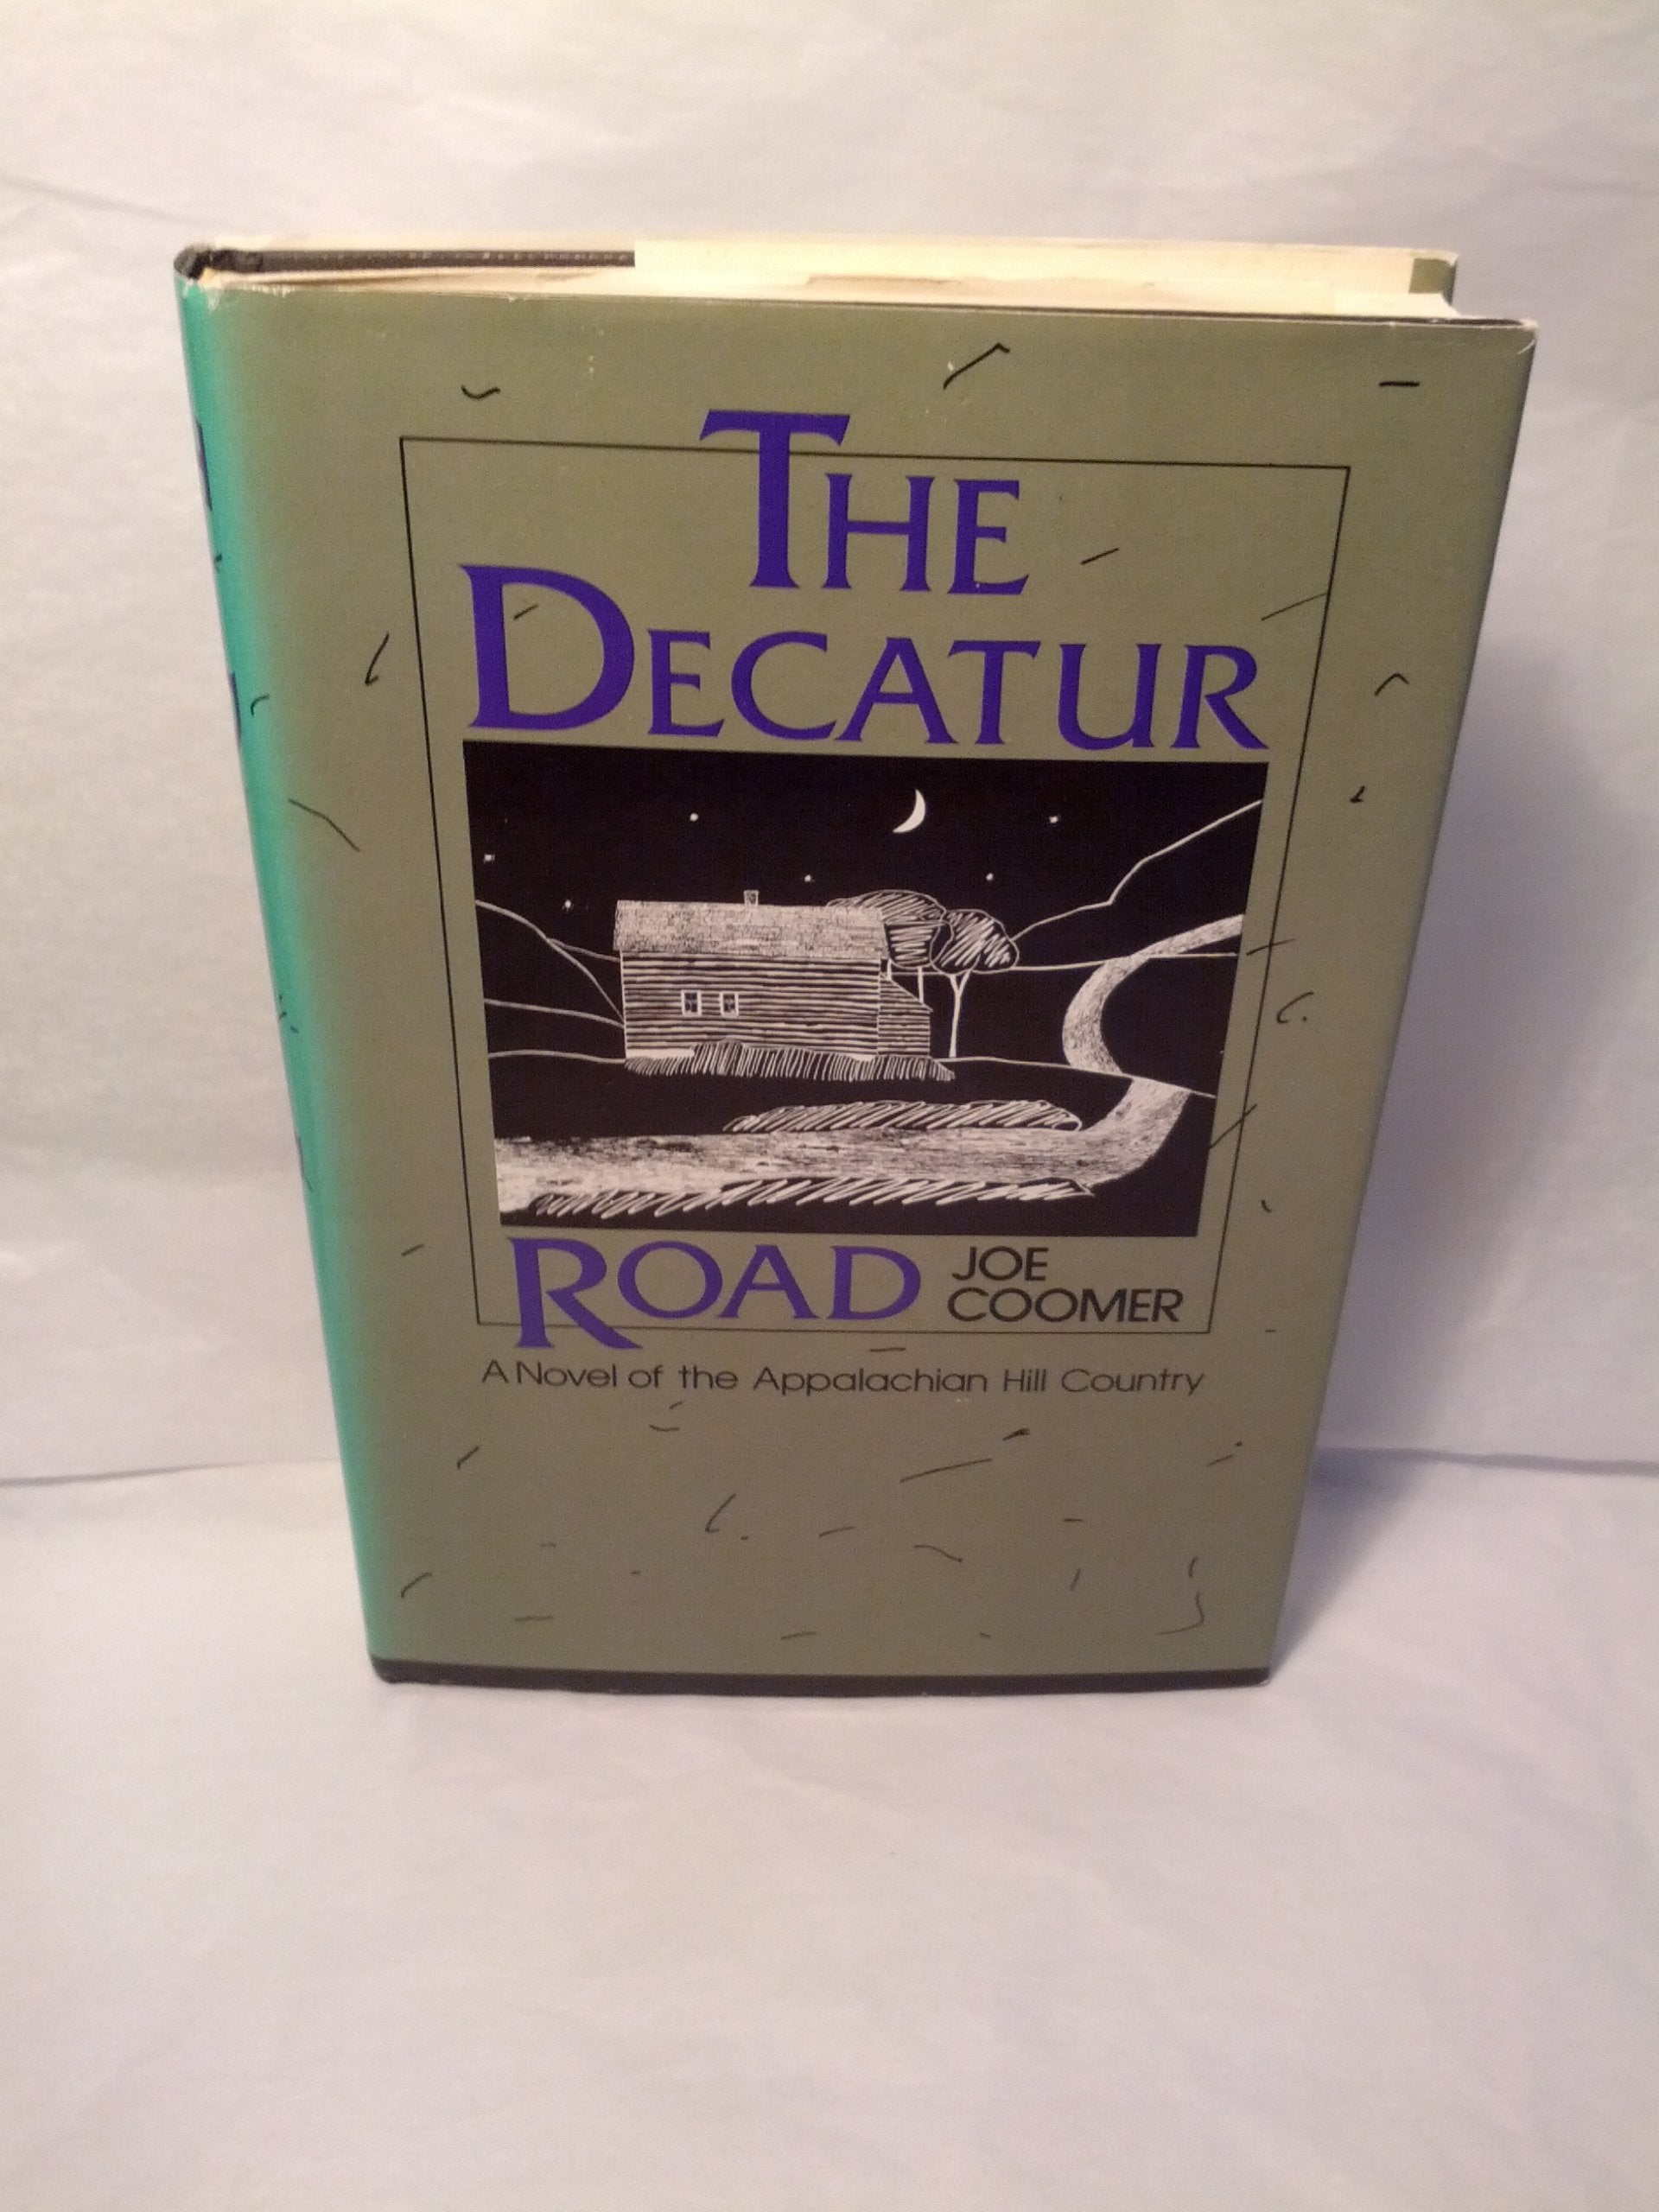 THE
DECATUR
ROAD
JOE
COOMER
A Novel of the Appalachian Hill Country